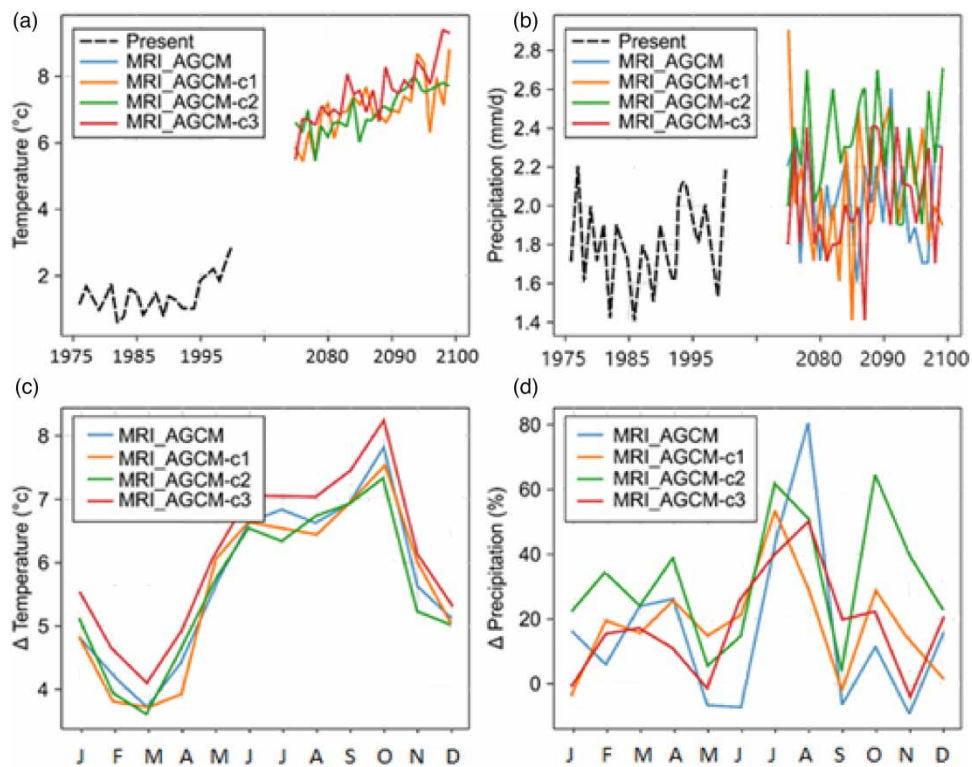 (a)
Temperature (°c)
8
6
4
2
Present
MRI_AGCM
MRI_AGCM-c1
MRI_AGCM-c2
MRI_AGCM-c3
1975 1985 1995 2080 2090 2100
(b)
Precipitation (mm/d)
2.8
2.6
2.4
2.2
2.0
1.8
1.6
1.4
Present
MRI_AGCM
MRI_AGCM-c1
MRI_AGCM-c2
MRI_AGCM-c3
1975 1985 1995 2080 2090 2100
(c)
Δ Temperature (°c)
8
7
6
5
4
MRI_AGCM
MRI_AGCM-c1
MRI_AGCM-c2
MRI_AGCM-c3
J F M A M J J A S O N D
(d)
Δ Precipitation (%)
80
60
40
20
0
MRI_AGCM
MRI_AGCM-c1
MRI_AGCM-c2
MRI_AGCM-c3
J F M A M J J A S O N D